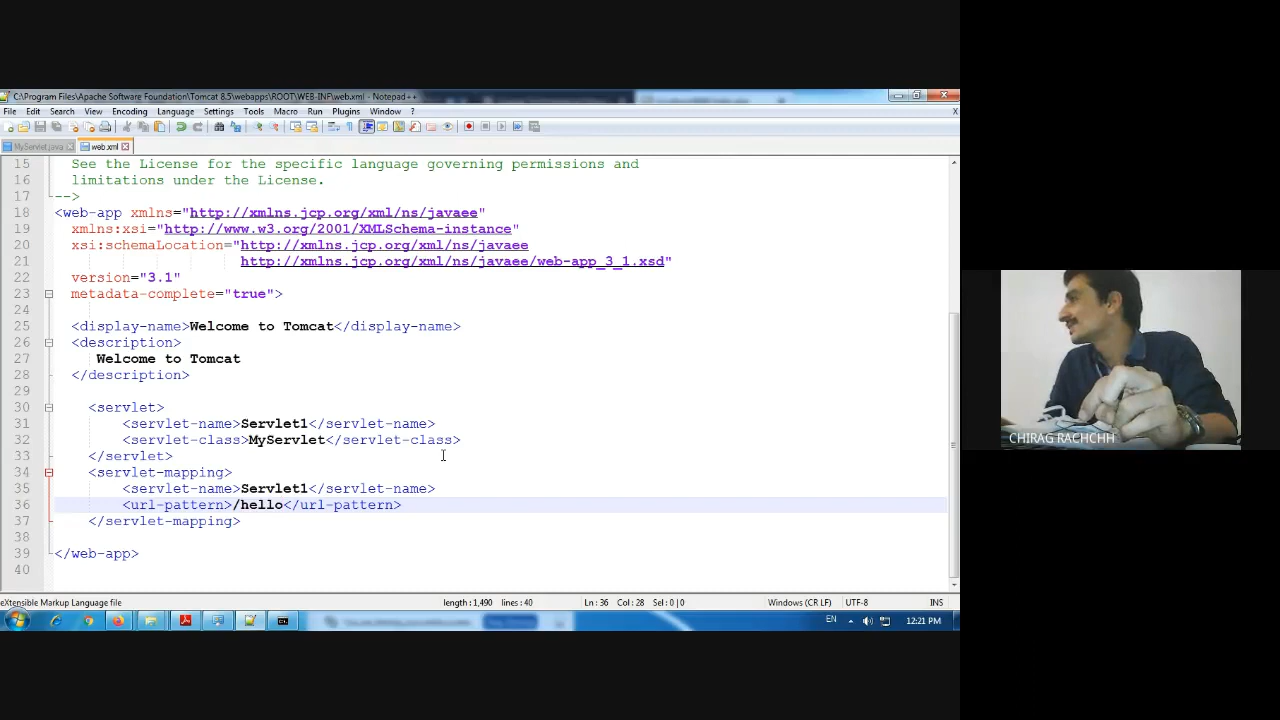 C:\Program Files\Apache Software Foundation\Tomcat 8.5\webapps\ROOT\WEB-INF\web.xml - Notepad++
File Edit Search View Encoding Language Settings Tools Macro Run Plugins Window ? X
MyServlet.java web.xml
15 See the License for the specific language governing permissions and
16 limitations under the License.
17 -->
18 <web-app xmlns="http://xmlns.jcp.org/xml/ns/javaee"
19 xmlns:xsi="http://www.w3.org/2001/XMLSchema-instance"
20 xsi:schemaLocation="http://xmlns.jcp.org/xml/ns/javaee
21 http://xmlns.jcp.org/xml/ns/javaee/web-app_3_1.xsd"
22 version="3.1"
23 metadata-complete="true">
24
25 <display-name>Welcome to Tomcat</display-name>
26 <description>
27 Welcome to Tomcat
28 </description>
29
30 <servlet>
31 <servlet-name>Servlet1</servlet-name>
32 <servlet-class>MyServlet</servlet-class>
33 </servlet>
34 <servlet-mapping>
35 <servlet-name>Servlet1</servlet-name>
36 <url-pattern>/hello</url-pattern>
37 </servlet-mapping>
38
39 </web-app>
40
eXtensible Markup Language file length : 1,490 lines : 40 Ln : 36 Col : 28 Sel : 0 | 0 Windows (CR LF) UTF-8 INS
EN 12:21 PM
CHIRAG RACHCHH